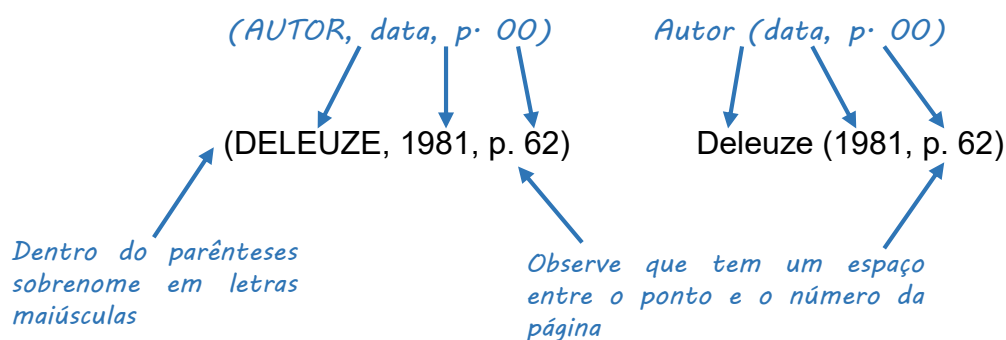 (AUTOR, data, p. 00)
Autor (data, p. 00)
(DELEUZE, 1981, p. 62)
Deleuze (1981, p. 62)
Dentro do parênteses
sobrenome em letras
maiúsculas
Observe que tem um espaço
entre o ponto e o número da
página